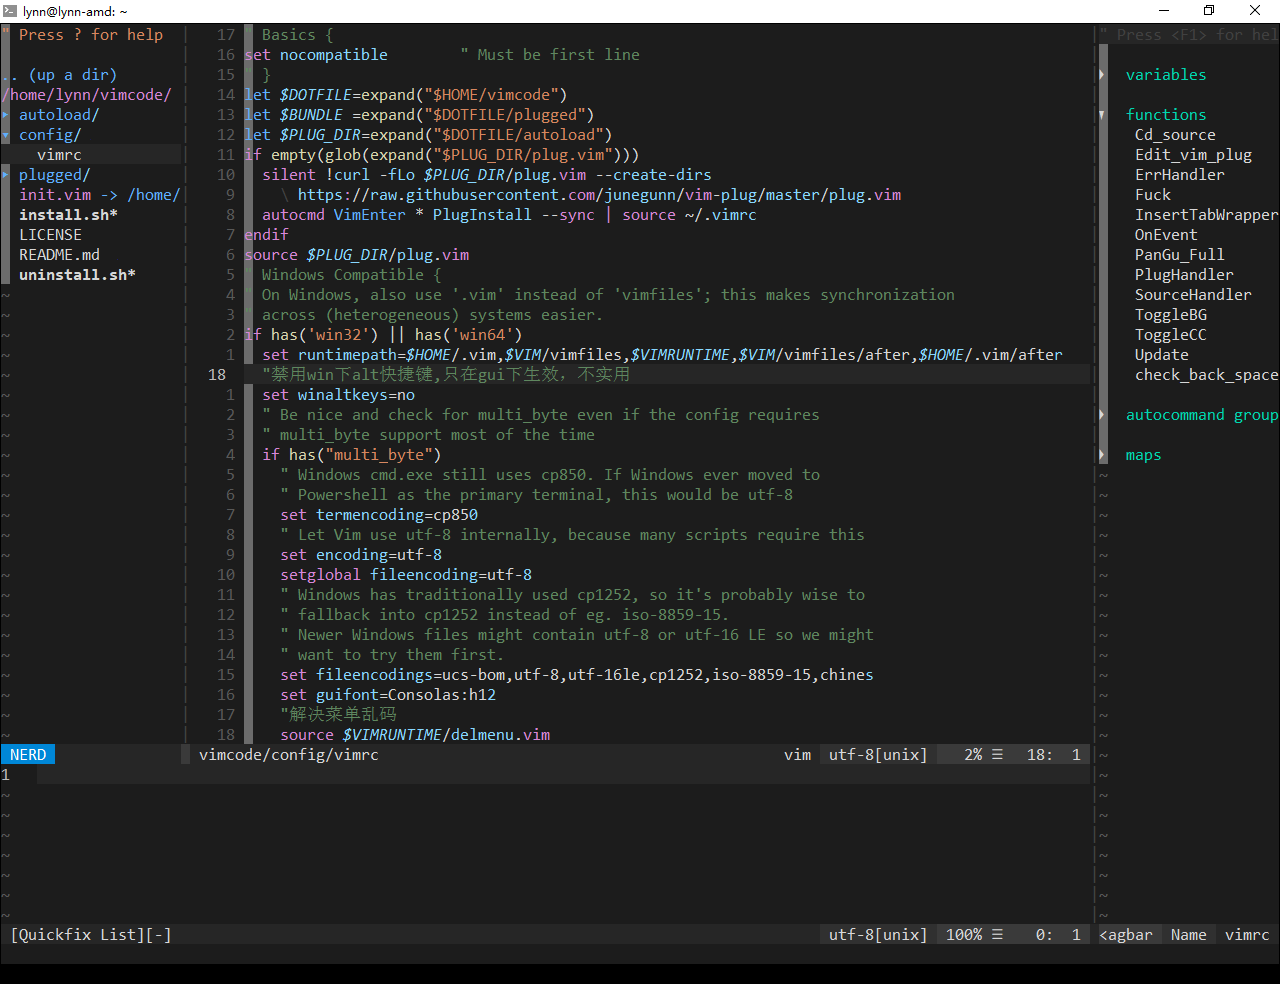 lynn@lynn-amd: ~
" Press ? for help
.. (up a dir)
/home/lynn/vimcode/
▸ autoload/
▾ config/
vimrc
▸ plugged/
init.vim -> /home/
install.sh*
LICENSE
README.md
uninstall.sh*
17 " Basics {
16 set nocompatible        " Must be first line
15 " }
14 let $DOTFILE=expand("$HOME/vimcode")
13 let $BUNDLE =expand("$DOTFILE/plugged")
12 let $PLUG_DIR=expand("$DOTFILE/autoload")
11 if empty(glob(expand("$PLUG_DIR/plug.vim")))
10   silent !curl -fLo $PLUG_DIR/plug.vim --create-dirs
9     \ https://raw.githubusercontent.com/junegunn/vim-plug/master/plug.vim
8   autocmd VimEnter * PlugInstall --sync | source ~/.vimrc
7 endif
6 source $PLUG_DIR/plug.vim
5 " Windows Compatible {
4 " On Windows, also use '.vim' instead of 'vimfiles'; this makes synchronization
3 " across (heterogeneous) systems easier.
2 if has('win32') || has('win64')
1   set runtimepath=$HOME/.vim,$VIM/vimfiles,$VIMRUNTIME,$VIM/vimfiles/after,$HOME/.vim/after
18   "禁用win下alt快捷键,只在gui下生效，不实用
1   set winaltkeys=no
2   " Be nice and check for multi_byte even if the config requires
3   " multi_byte support most of the time
4   if has("multi_byte")
5     " Windows cmd.exe still uses cp850. If Windows ever moved to
6     " Powershell as the primary terminal, this would be utf-8
7     set termencoding=cp850
8     " Let Vim use utf-8 internally, because many scripts require this
9     set encoding=utf-8
10     setglobal fileencoding=utf-8
11     " Windows has traditionally used cp1252, so it's probably wise to
12     " fallback into cp1252 instead of eg. iso-8859-15.
13     " Newer Windows files might contain utf-8 or utf-16 LE so we might
14     " want to try them first.
15     set fileencodings=ucs-bom,utf-8,utf-16le,cp1252,iso-8859-15,chines
16     set guifont=Consolas:h12
17     "解决菜单乱码
18     source $VIMRUNTIME/delmenu.vim
" Press <F1> for hel
▸ variables
▾ functions
Cd_source
Edit_vim_plug
ErrHandler
Fuck
InsertTabWrapper
OnEvent
PanGu_Full
PlugHandler
SourceHandler
ToggleBG
ToggleCC
Update
check_back_space
▸ autocommand group
▸ maps
NERD vimcode/config/vimrc vim utf-8[unix] 2% ☰ 18: 1
1
[Quickfix List][-] utf-8[unix] 100% ☰ 0: 1 <agbar Name vimrc